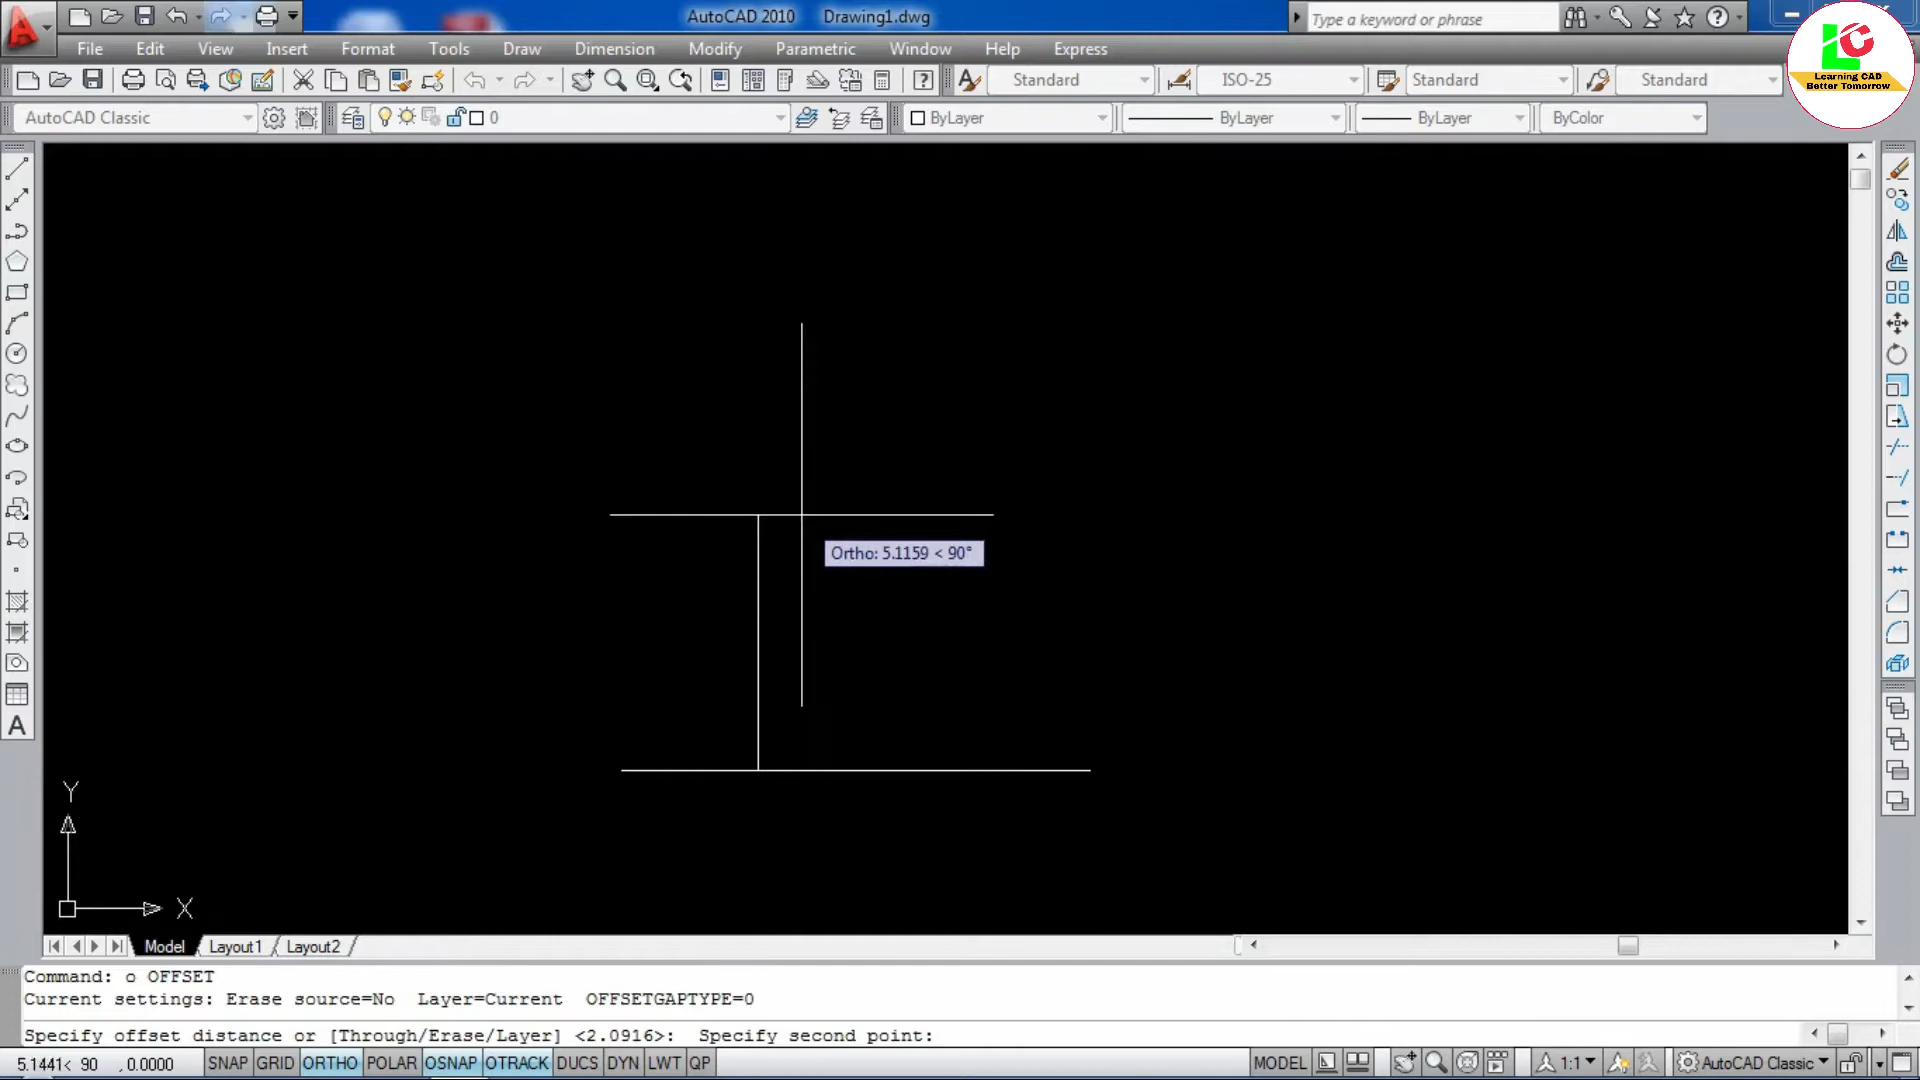 AutoCAD 2010 Drawing1.dwg
Type a keyword or phrase
File Edit View Insert Format Tools Draw Dimension Modify Parametric Window Help Express
LC
Learning CAD
Better Tomorrow
Standard ISO-25 Standard Standard
AutoCAD Classic 0 ByLayer ByLayer ByLayer ByColor
Ortho: 5.1159 < 90°
Y
X
A
Model Layout1 Layout2
Command: o OFFSET
Current settings: Erase source=No Layer=Current OFFSETGAPTYPE=0
Specify offset distance or [Through/Erase/Layer] <2.0916>: Specify second point:
5.1441< 90 ,0.0000 SNAP GRID ORTHO POLAR OSNAP OTRACK DUCS DYN LWT QP MODEL 1:1 AutoCAD Classic